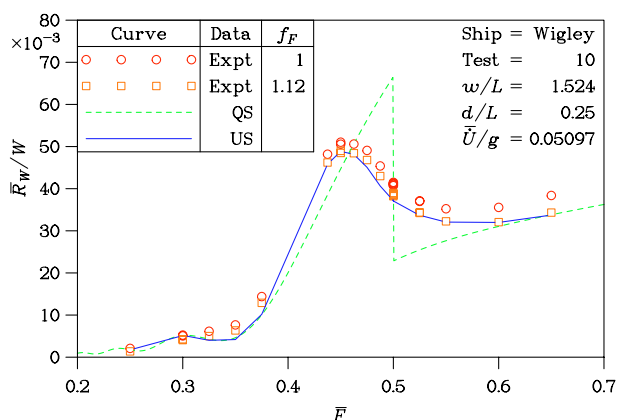 80
×10⁻³
70
60
50
40
30
20
10
0
R̅_W/W
Curve Data f_F
Expt 1
Expt 1.12
QS
US
Ship = Wigley
Test = 10
w/L = 1.524
d/L = 0.25
U̇̅/g = 0.05097
0.2 0.3 0.4 0.5 0.6 0.7
F̅